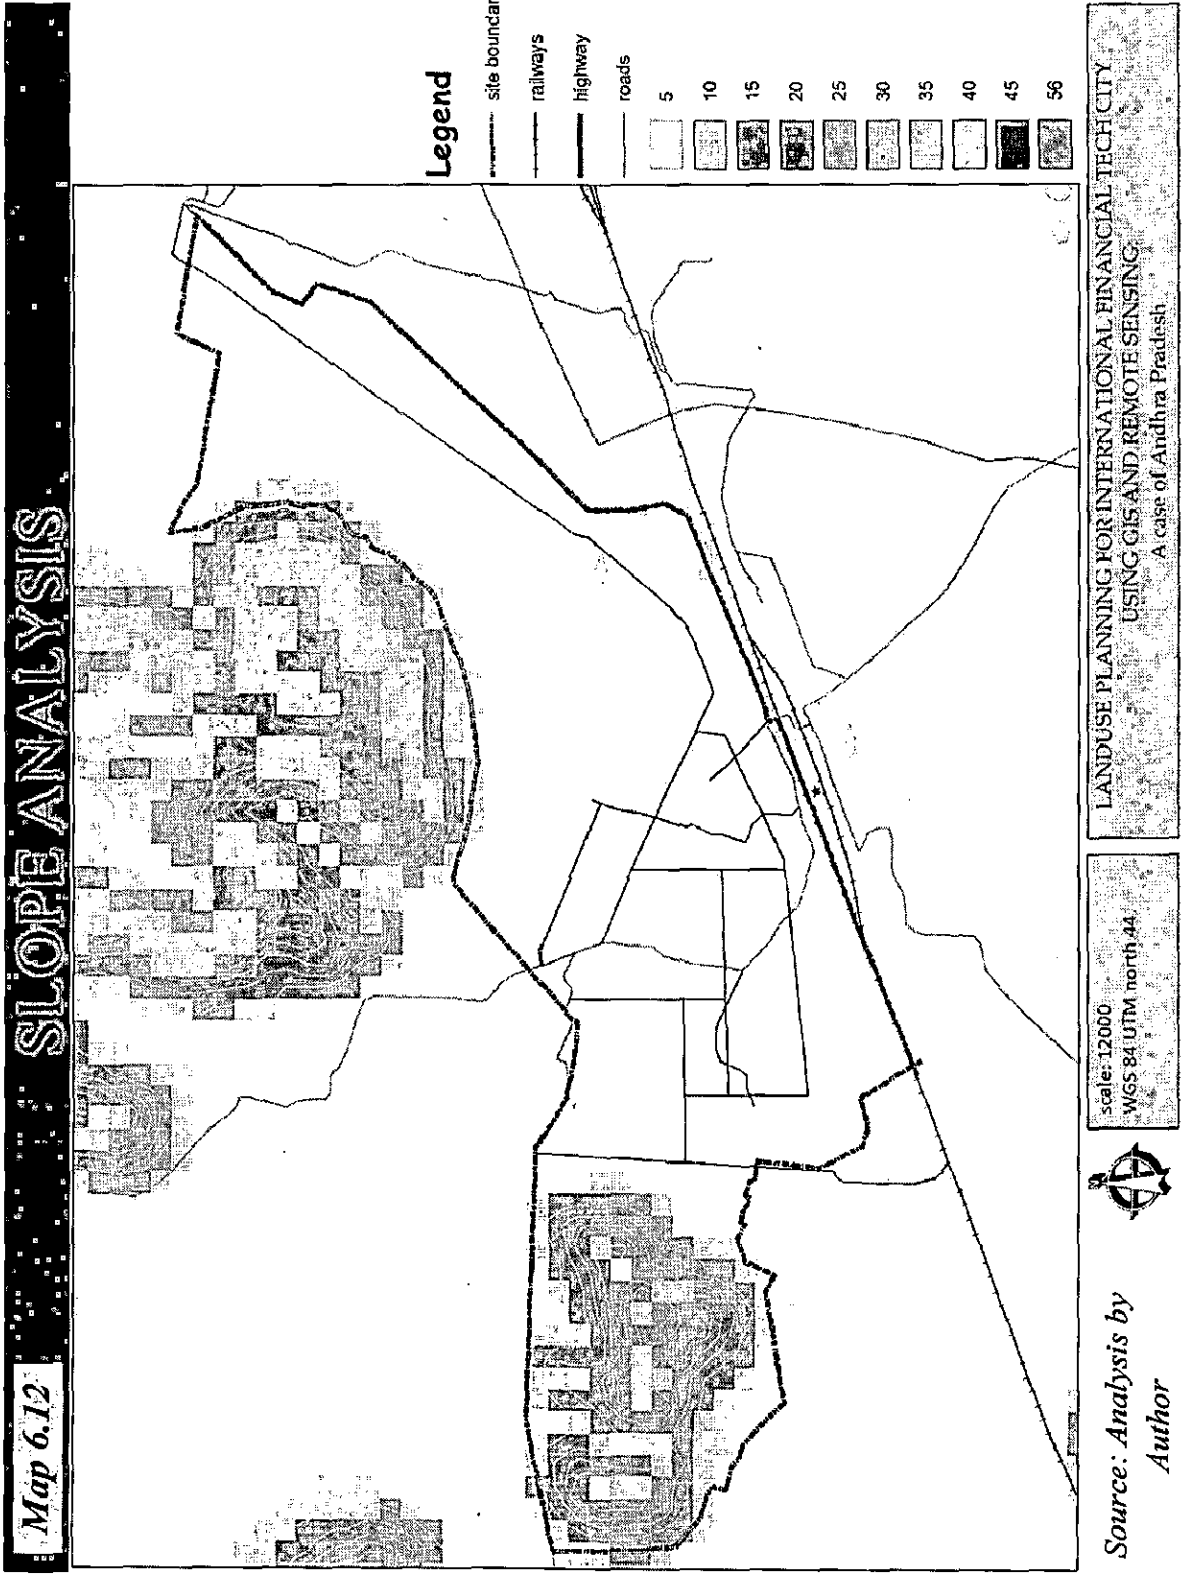 Map 6.12
SLOPE ANALYSIS
Legend
site boundar
railways
highway
roads
5
10
15
20
25
30
35
40
45
56
Source: Analysis by
Author
scale: 12000
WGS 84 UTM north 44
LANDUSE PLANNING FOR INTERNATIONAL FINANCIAL TECH CITY
USING GIS AND REMOTE SENSING:
A case of Andhra Pradesh